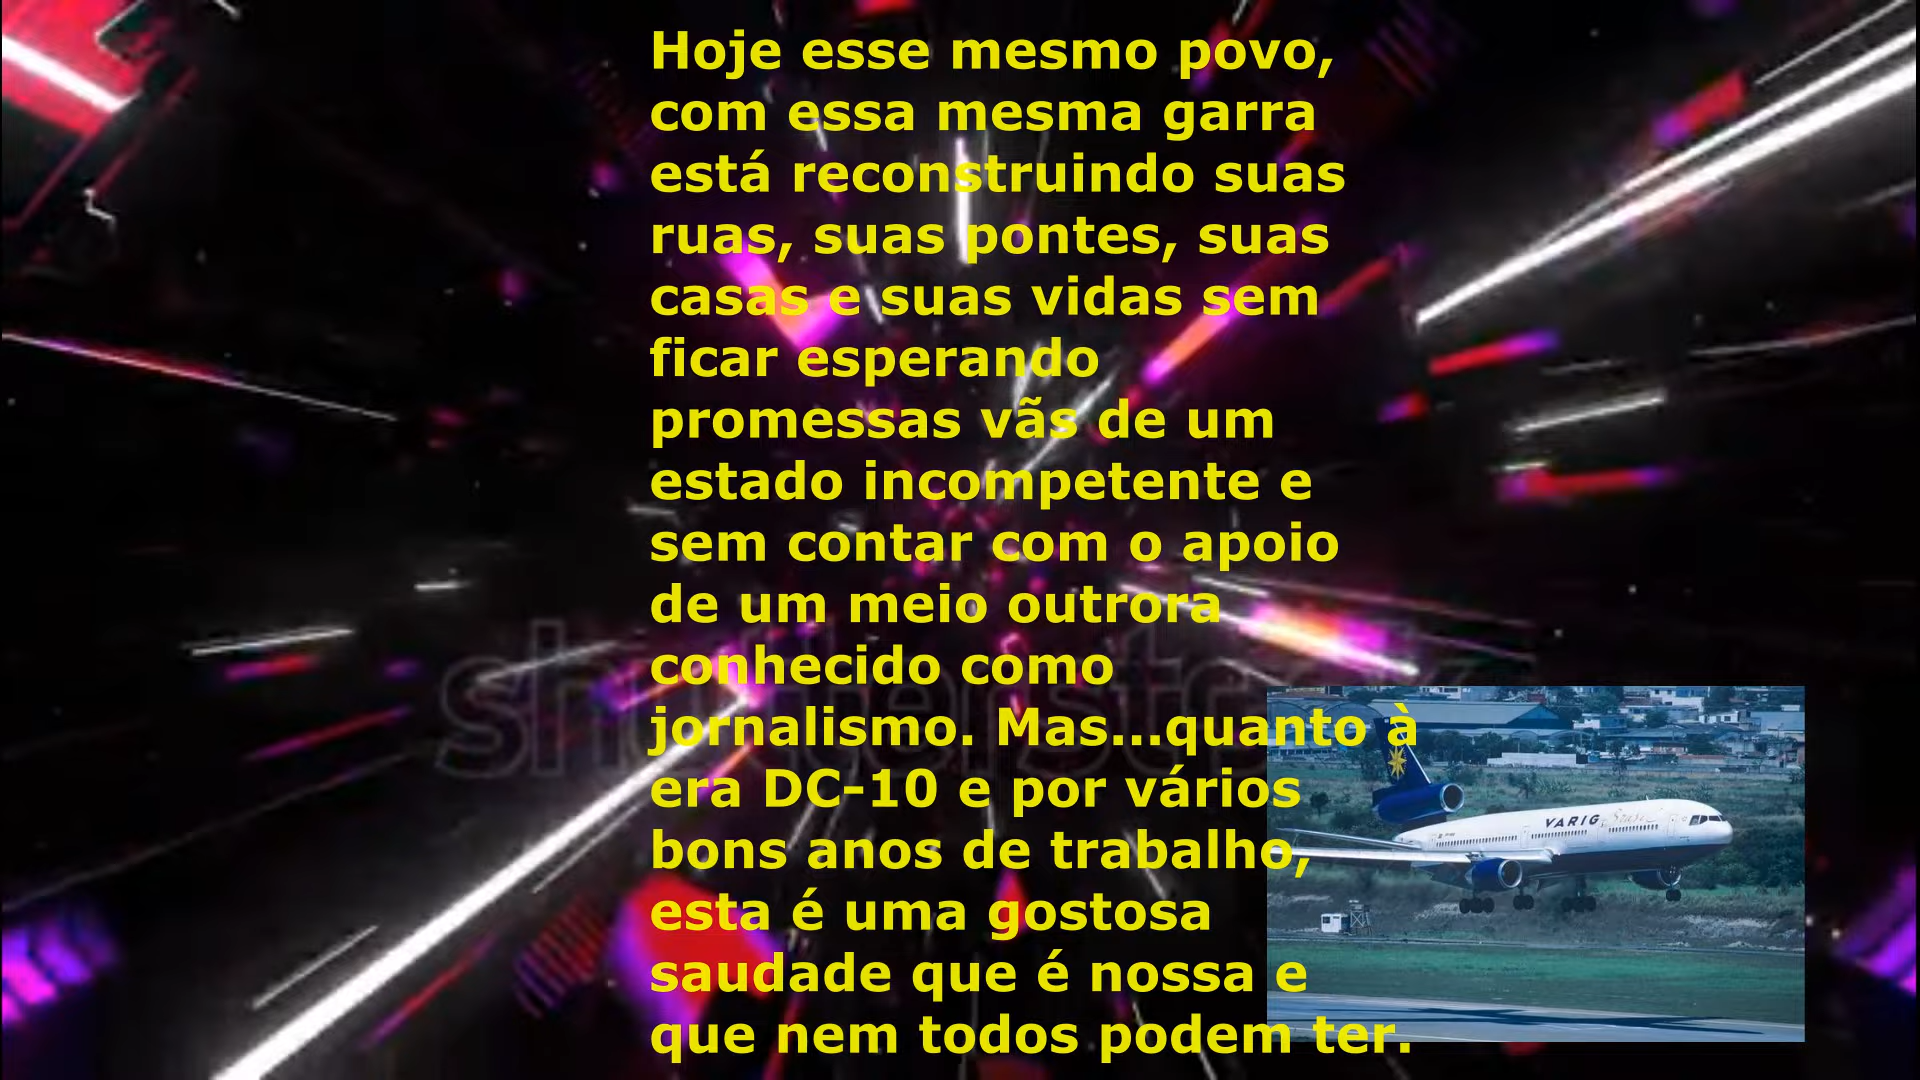 Hoje esse mesmo povo,
com essa mesma garra
está reconstruindo suas
ruas, suas pontes, suas
casas e suas vidas sem
ficar esperando
promessas vãs de um
estado incompetente e
sem contar com o apoio
de um meio outrora
conhecido como
jornalismo. Mas...quanto à
era DC-10 e por vários
bons anos de trabalho,
esta é uma gostosa
saudade que é nossa e
que nem todos podem ter.
shutterstock
VARIG Brasil